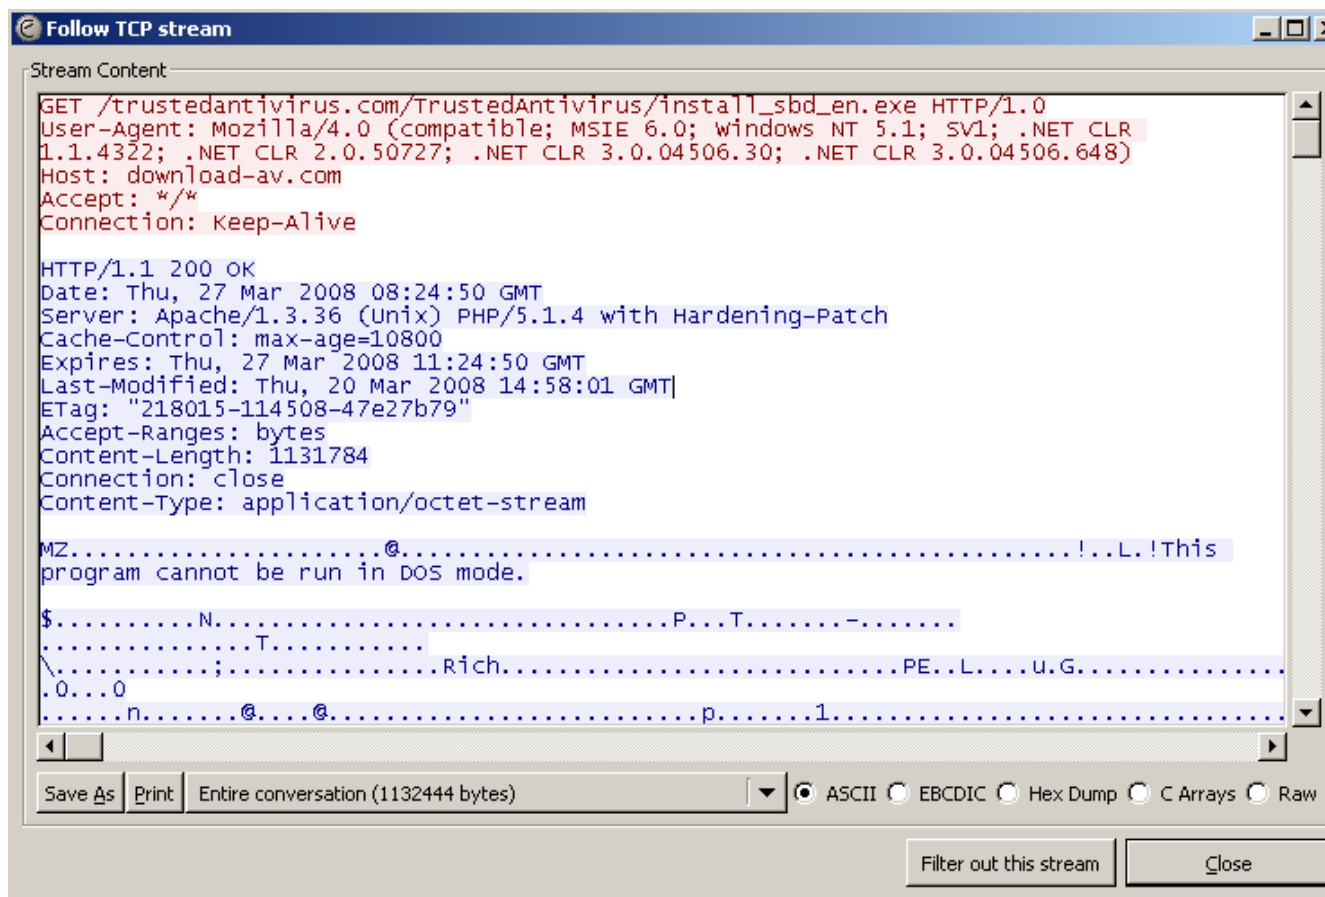 Follow TCP stream
Stream Content
GET /trustedantivirus.com/TrustedAntivirus/install_sbd_en.exe HTTP/1.0
User-Agent: Mozilla/4.0 (compatible; MSIE 6.0; Windows NT 5.1; SV1; .NET CLR
1.1.4322; .NET CLR 2.0.50727; .NET CLR 3.0.04506.30; .NET CLR 3.0.04506.648)
Host: download-av.com
Accept: */*
Connection: Keep-Alive
HTTP/1.1 200 OK
Date: Thu, 27 Mar 2008 08:24:50 GMT
Server: Apache/1.3.36 (Unix) PHP/5.1.4 with Hardening-Patch
Cache-Control: max-age=10800
Expires: Thu, 27 Mar 2008 11:24:50 GMT
Last-Modified: Thu, 20 Mar 2008 14:58:01 GMT
ETag: "218015-114508-47e27b79"
Accept-Ranges: bytes
Content-Length: 1131784
Connection: close
Content-Type: application/octet-stream
MZ......................@...............................................!..L.!This
program cannot be run in DOS mode.
$..........N................................P...T.......-.......
...............T...........
\............;...............Rich............................PE..L....u.G...............
.0...0
......n.......@....@..........................p.......1................................
Save As Print Entire conversation (1132444 bytes) ASCII EBCDIC Hex Dump C Arrays Raw
Filter out this stream Close